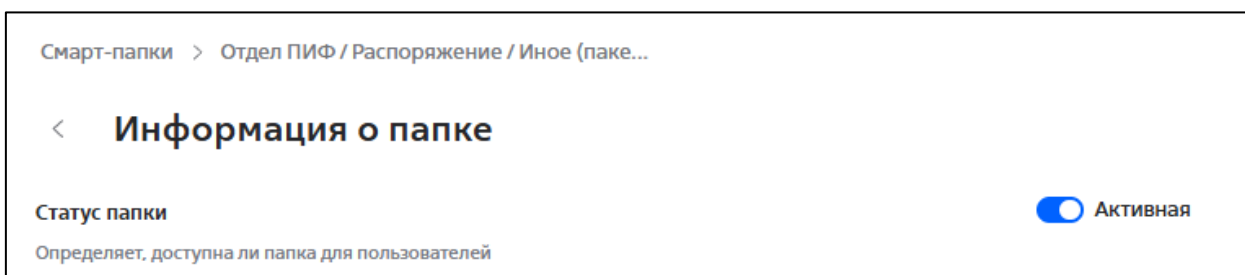 Смарт-папки > Отдел ПИФ / Распоряжение / Иное (паке...
< Информация о папке
Статус папки
Активная
Определяет, доступна ли папка для пользователей